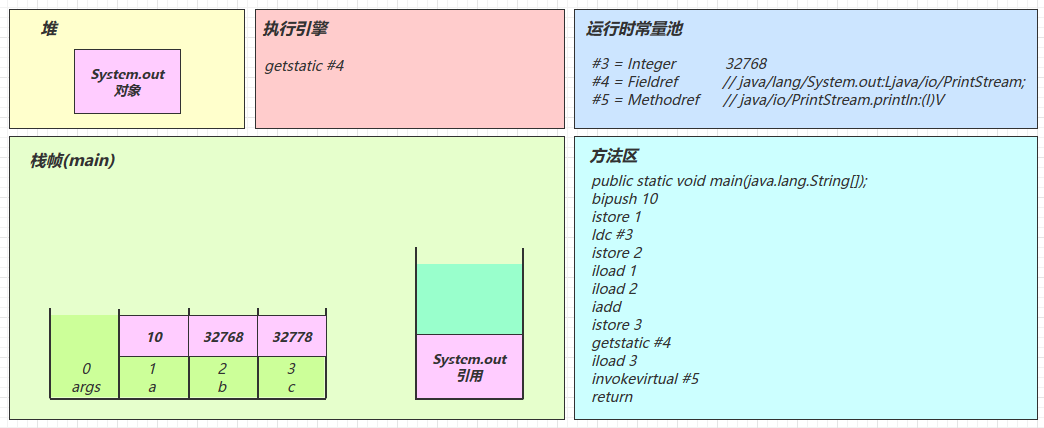 堆
System.out
对象
执行引擎
getstatic #4
运行时常量池
#3 = Integer 32768
#4 = Fieldref // java/lang/System.out:Ljava/io/PrintStream;
#5 = Methodref // java/io/PrintStream.println:(I)V
栈帧(main)
10 32768 32778
0 1 2 3
args a b c
System.out
引用
方法区
public static void main(java.lang.String[]);
bipush 10
istore 1
ldc #3
istore 2
iload 1
iload 2
iadd
istore 3
getstatic #4
iload 3
invokevirtual #5
return